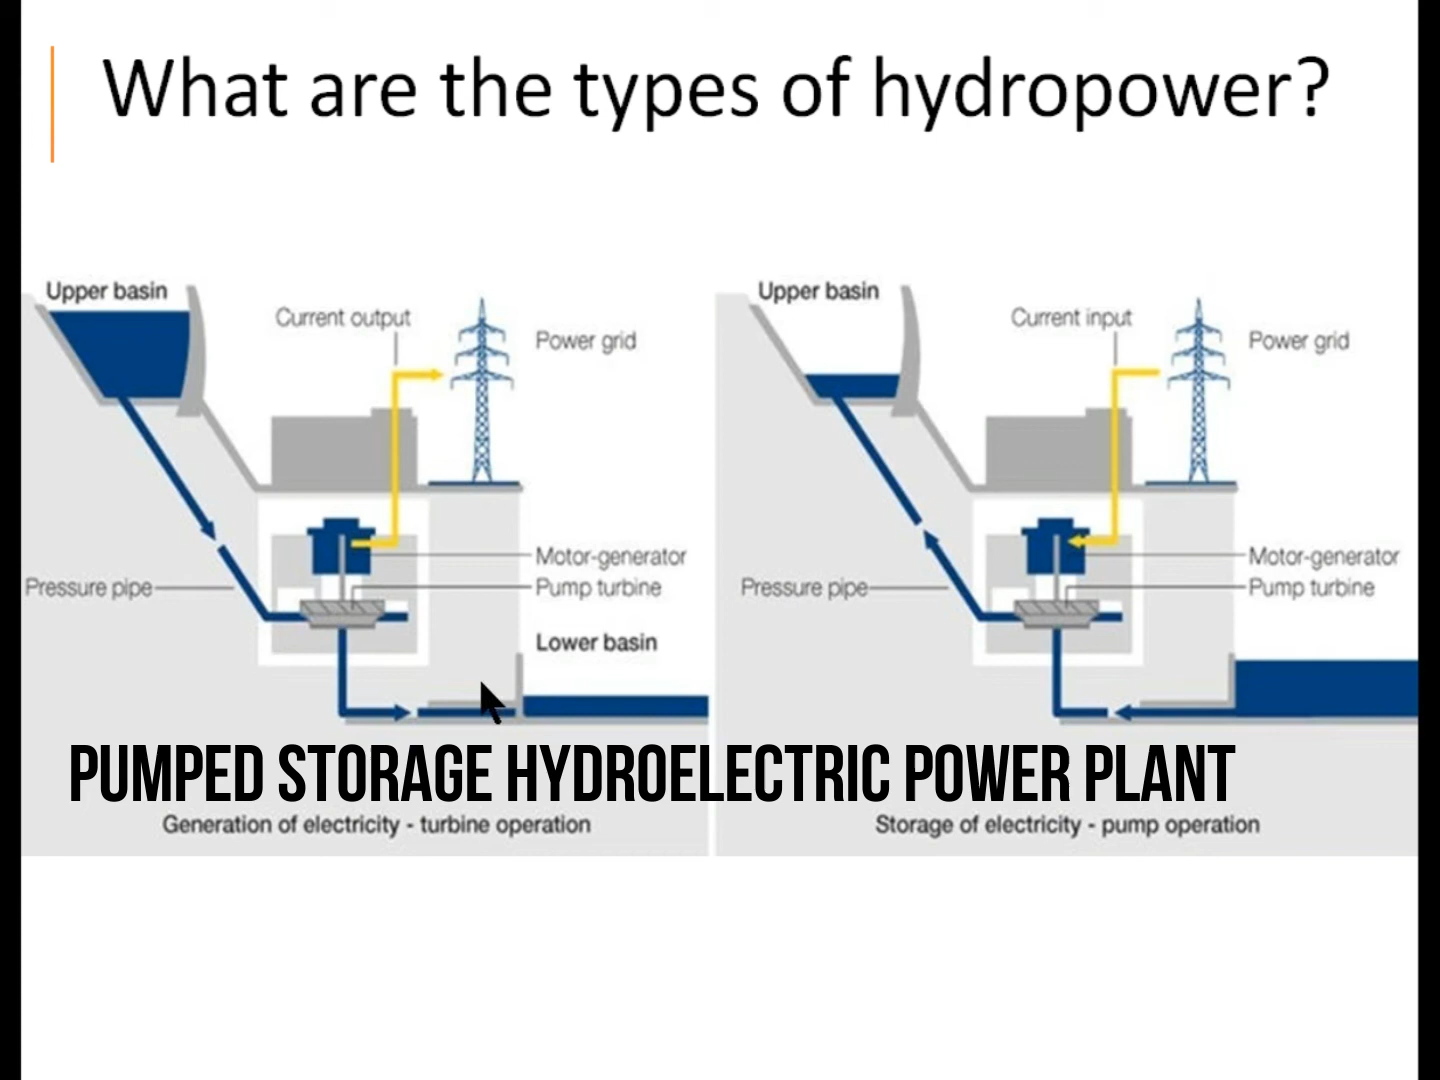 What are the types of hydropower?
Upper basin
Current output
Power grid
Motor-generator
Pump turbine
Pressure pipe
Lower basin
Upper basin
Current input
Power grid
Motor-generator
Pump turbine
Pressure pipe
PUMPED STORAGE HYDROELECTRIC POWER PLANT
Generation of electricity - turbine operation
Storage of electricity - pump operation